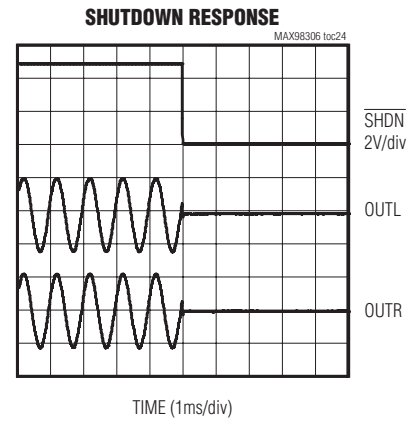 SHUTDOWN RESPONSE
MAX98306 toc24
SHDN
2V/div
OUTL
OUTR
TIME (1ms/div)